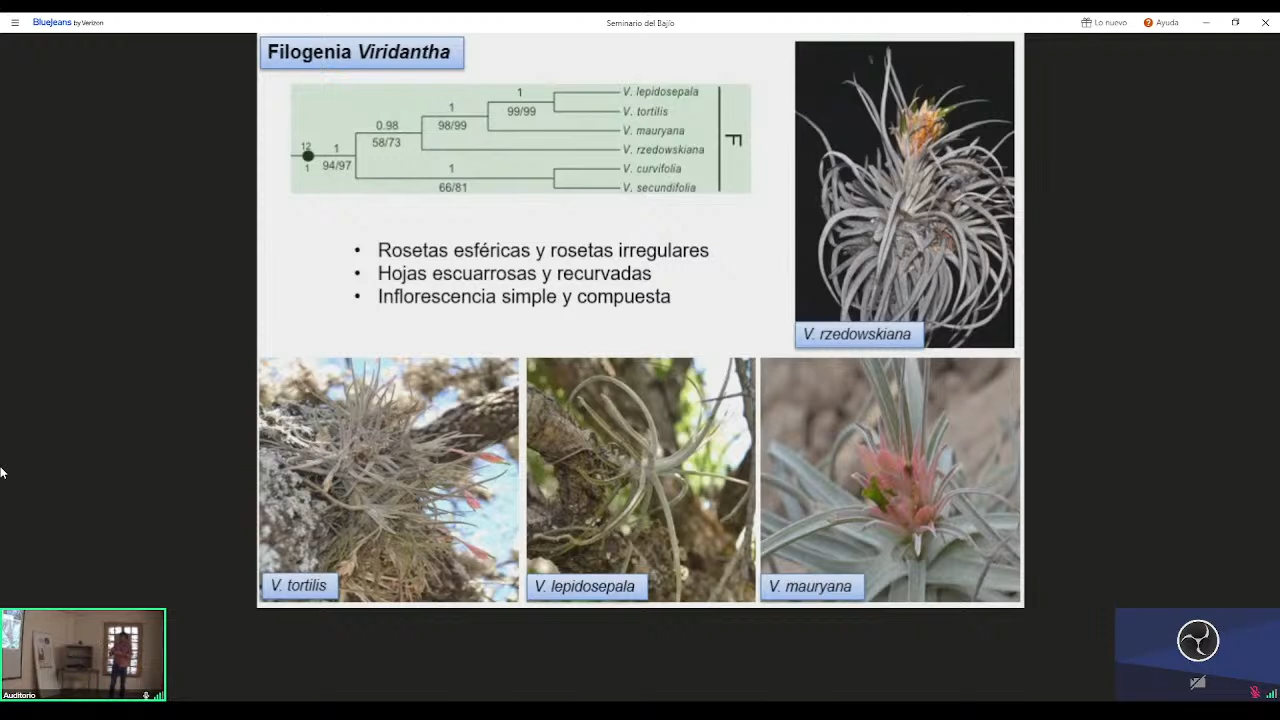 BlueJeans by Verizon
Seminario del Bajío
Lo nuevo
Ayuda
Filogenia Viridantha
12
1
1
94/97
0.98
58/73
1
98/99
1
99/99
1
66/81
V. lepidosepala
V. tortilis
V. mauryana
V. rzedowskiana
V. curvifolia
V. secundifolia
F
• Rosetas esféricas y rosetas irregulares
• Hojas escuarrosas y recurvadas
• Inflorescencia simple y compuesta
V. rzedowskiana
V. tortilis
V. lepidosepala
V. mauryana
Auditorio